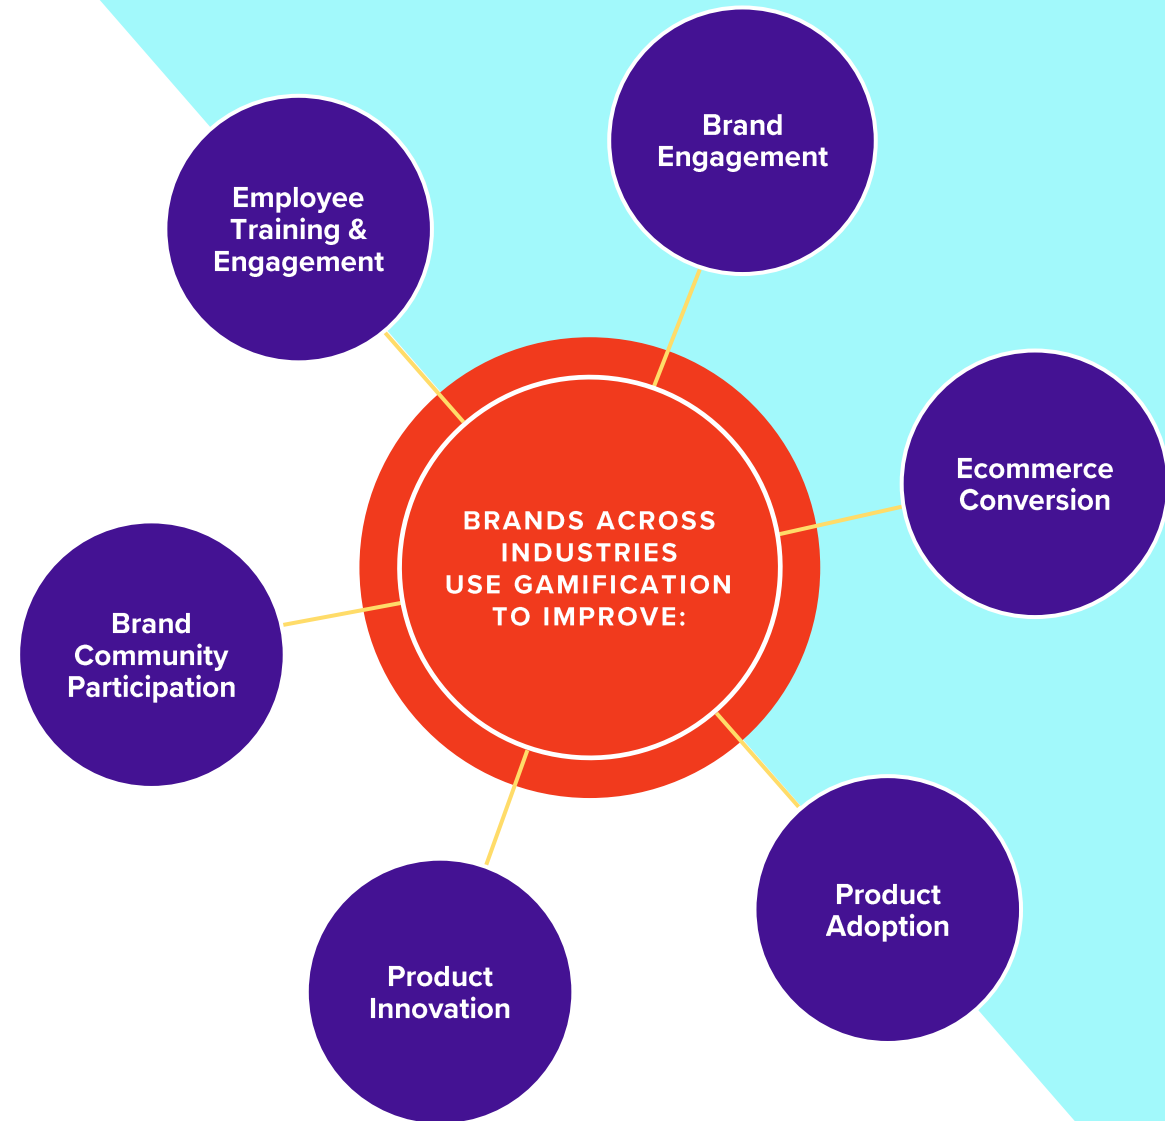 Brand
Engagement
Employee
Training &
Engagement
Ecommerce
Conversion
BRANDS ACROSS
INDUSTRIES
USE GAMIFICATION
TO IMPROVE:
Brand
Community
Participation
Product
Adoption
Product
Innovation